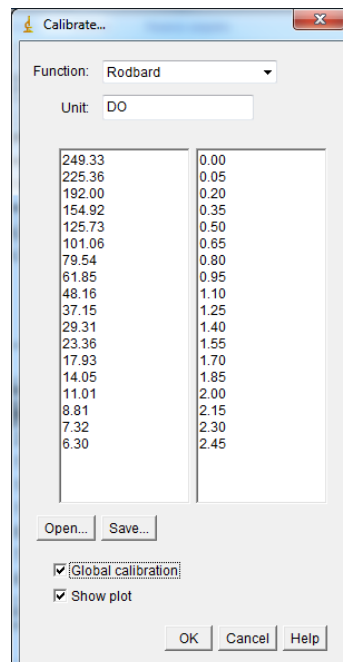 Calibrate...
Function: Rodbard
Unit: DO
249.33 0.00
225.36 0.05
192.00 0.20
154.92 0.35
125.73 0.50
101.06 0.65
79.54 0.80
61.85 0.95
48.16 1.10
37.15 1.25
29.31 1.40
23.36 1.55
17.93 1.70
14.05 1.85
11.01 2.00
8.81 2.15
7.32 2.30
6.30 2.45
Open... Save...
Global calibration
Show plot
OK Cancel Help